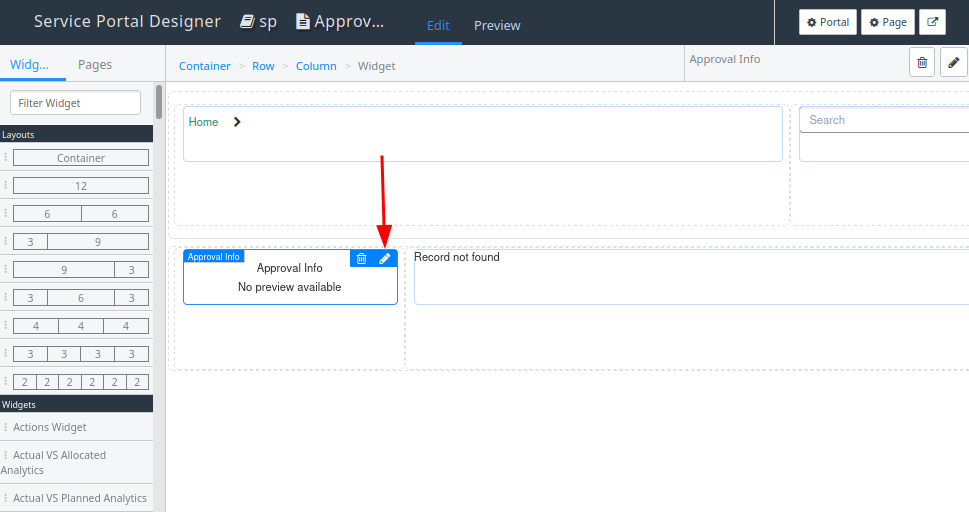 Service Portal Designer sp Approv...
Edit Preview
Portal Page
Widg... Pages
Container > Row > Column > Widget
Approval Info
Filter Widget
Layouts
Container
12
6 6
3 9
9 3
3 6 3
4 4 4
3 3 3 3
2 2 2 2 2 2
Widgets
Actions Widget
Actual VS Allocated
Analytics
Actual VS Planned Analytics
Home
Search
Approval Info
Approval Info
No preview available
Record not found